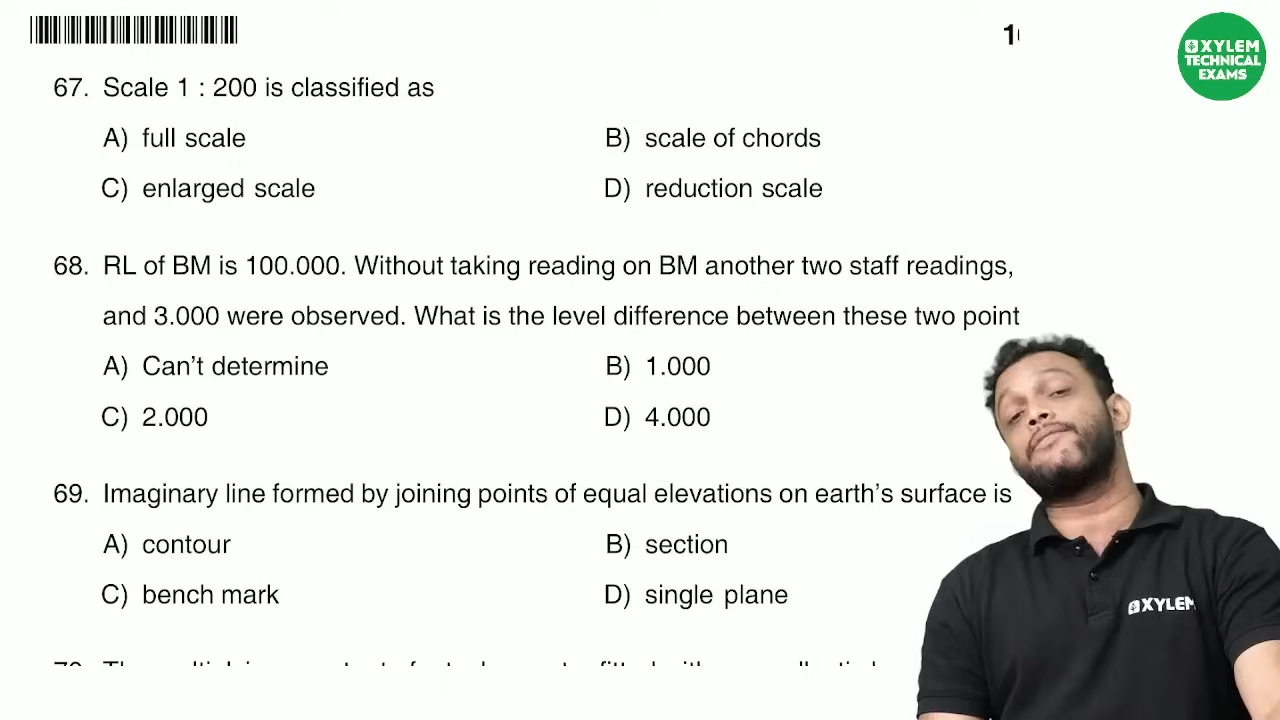 1
XYLEM
TECHNICAL
EXAMS
67. Scale 1 : 200 is classified as
A) full scale
B) scale of chords
C) enlarged scale
D) reduction scale
68. RL of BM is 100.000. Without taking reading on BM another two staff readings,
and 3.000 were observed. What is the level difference between these two point
A) Can't determine
B) 1.000
C) 2.000
D) 4.000
69. Imaginary line formed by joining points of equal elevations on earth's surface is
A) contour
B) section
C) bench mark
D) single plane
XYLEM